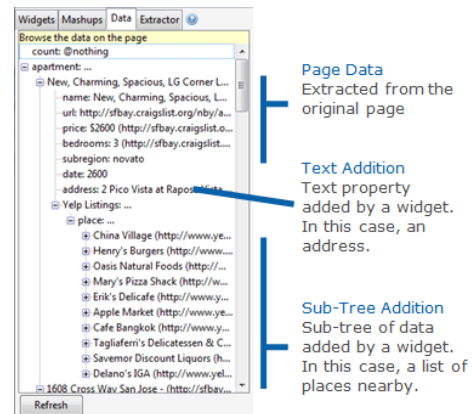 Widgets Mashups Data Extractor
Browse the data on the page
count: @nothing
apartment: ...
New, Charming, Spacious, LG Corner L...
name: New, Charming, Spacious, L...
url: http://sfbay.craigslist.org/nby/a...
price: $2600 (http://sfbay.craigslist.o...
bedrooms: 3 (http://sfbay.craigslist....
subregion: novato
date: 2600
address: 2 Pico Vista at Rapost Vista
Yelp Listings: ...
place: ...
China Village (http://www.ye...
Henry's Burgers (http://www....
Oasis Natural Foods (http://...
Mary's Pizza Shack (http://w...
Erik's Delicafe (http://www.y...
Apple Market (http://www.ye...
Cafe Bangkok (http://www.y...
Tagliaferri's Delicatessen & C...
Savemor Discount Liquors (h...
Delano's IGA (http://www.yel...
1608 Cross Way San Jose - (http://sfbay...
Refresh
Page Data
Extracted from the
original page
Text Addition
Text property
added by a widget.
In this case, an
address.
Sub-Tree Addition
Sub-tree of data
added by a widget.
In this case, a list of
places nearby.